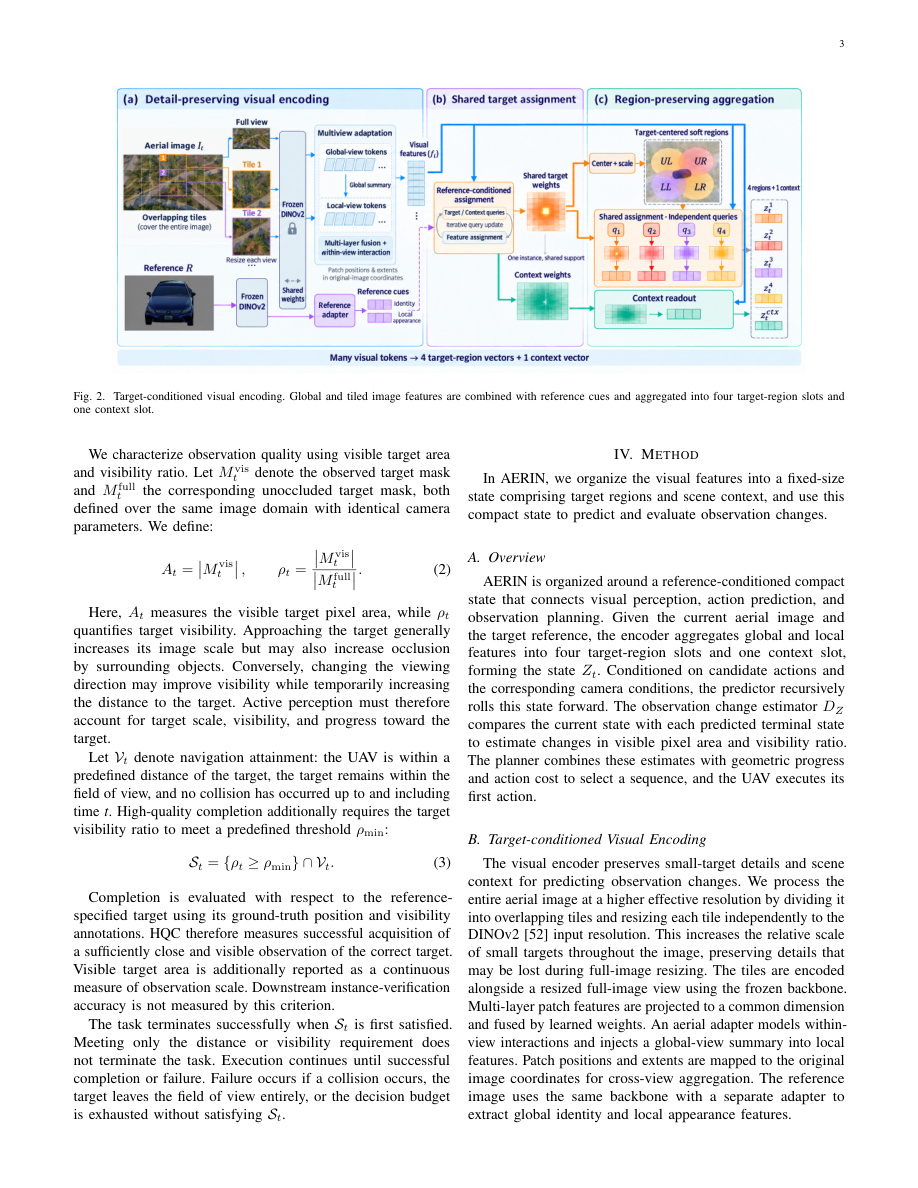 3
(a) Detail-preserving visual encoding
Full view
Aerial image I_t
1
2
Tile 1
Tile 2
Overlapping tiles
(cover the entire image)
Resize each view
...
Reference R
Frozen
DINOv2
Shared
weights
Frozen
DINOv2
Multiview adaptation
Global-view tokens
...
Global summary
Local-view tokens
...
Multi-layer fusion +
within-view interaction
Patch positions & extents
in original-image coordinates
Visual
features (f_i)
Reference
adapter
Reference cues
Identity
Local
appearance
(b) Shared target assignment
Reference-conditioned
assignment
Target / Context queries
Iterative query update
Feature assignment
Shared target
weights
One instance, shared support
Context weights
(c) Region-preserving aggregation
Target-centered soft regions
Center + scale
UL UR
LL LR
4 regions + 1 context
Shared assignment · Independent queries
q_1 q_2 q_3 q_4
Context readout
z_t^1
z_t^2
z_t^3
z_t^4
z_t^{ctx}
Many visual tokens → 4 target-region vectors + 1 context vector
Fig. 2. Target-conditioned visual encoding. Global and tiled image features are combined with reference cues and aggregated into four target-region slots and
one context slot.
We characterize observation quality using visible target area
and visibility ratio. Let M_t^{vis} denote the observed target mask
and M_t^{full} the corresponding unoccluded target mask, both
defined over the same image domain with identical camera
parameters. We define:
A_t = |M_t^{vis}|, ρ_t = |M_t^{vis}| / |M_t^{full}|. (2)
Here, A_t measures the visible target pixel area, while ρ_t
quantifies target visibility. Approaching the target generally
increases its image scale but may also increase occlusion
by surrounding objects. Conversely, changing the viewing
direction may improve visibility while temporarily increasing
the distance to the target. Active perception must therefore
account for target scale, visibility, and progress toward the
target.
Let 𝒱_t denote navigation attainment: the UAV is within a
predefined distance of the target, the target remains within the
field of view, and no collision has occurred up to and including
time t. High-quality completion additionally requires the target
visibility ratio to meet a predefined threshold ρ_min:
𝒮_t = {ρ_t ≥ ρ_min} ∩ 𝒱_t. (3)
Completion is evaluated with respect to the reference-
specified target using its ground-truth position and visibility
annotations. HQC therefore measures successful acquisition of
a sufficiently close and visible observation of the correct target.
Visible target area is additionally reported as a continuous
measure of observation scale. Downstream instance-verification
accuracy is not measured by this criterion.
The task terminates successfully when 𝒮_t is first satisfied.
Meeting only the distance or visibility requirement does
not terminate the task. Execution continues until successful
completion or failure. Failure occurs if a collision occurs, the
target leaves the field of view entirely, or the decision budget
is exhausted without satisfying 𝒮_t.
IV. METHOD
In AERIN, we organize the visual features into a fixed-size
state comprising target regions and scene context, and use this
compact state to predict and evaluate observation changes.
A. Overview
AERIN is organized around a reference-conditioned compact
state that connects visual perception, action prediction, and
observation planning. Given the current aerial image and
the target reference, the encoder aggregates global and local
features into four target-region slots and one context slot,
forming the state Z_t. Conditioned on candidate actions and
the corresponding camera conditions, the predictor recursively
rolls this state forward. The observation change estimator D_Z
compares the current state with each predicted terminal state
to estimate changes in visible pixel area and visibility ratio.
The planner combines these estimates with geometric progress
and action cost to select a sequence, and the UAV executes its
first action.
B. Target-conditioned Visual Encoding
The visual encoder preserves small-target details and scene
context for predicting observation changes. We process the
entire aerial image at a higher effective resolution by dividing it
into overlapping tiles and resizing each tile independently to the
DINOv2 [52] input resolution. This increases the relative scale
of small targets throughout the image, preserving details that
may be lost during full-image resizing. The tiles are encoded
alongside a resized full-image view using the frozen backbone.
Multi-layer patch features are projected to a common dimension
and fused by learned weights. An aerial adapter models within-
view interactions and injects a global-view summary into local
features. Patch positions and extents are mapped to the original
image coordinates for cross-view aggregation. The reference
image uses the same backbone with a separate adapter to
extract global identity and local appearance features.